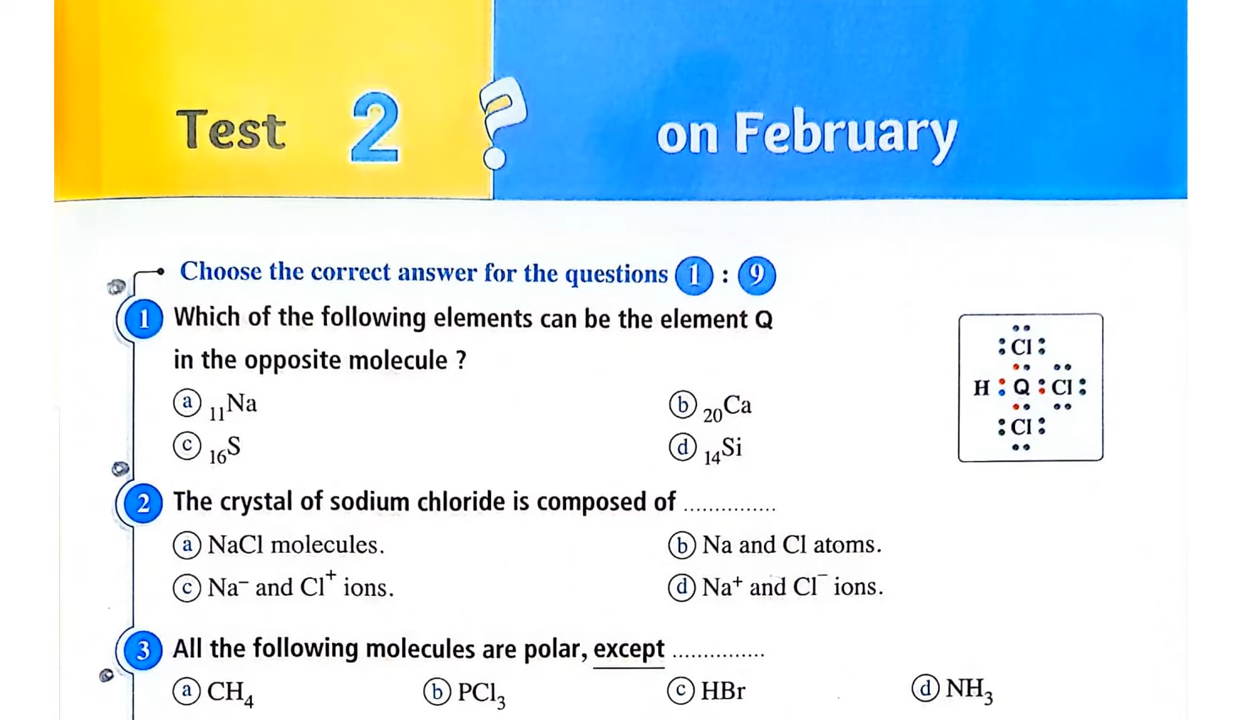 Test 2 ? on February
Choose the correct answer for the questions 1 : 9
1 Which of the following elements can be the element Q
in the opposite molecule ?
ⓐ ₁₁Na ⓑ ₂₀Ca
ⓒ ₁₆S ⓓ ₁₄Si
Cl
H Q Cl
Cl
2 The crystal of sodium chloride is composed of ...............
ⓐ NaCl molecules. ⓑ Na and Cl atoms.
ⓒ Na⁻ and Cl⁺ ions. ⓓ Na⁺ and Cl⁻ ions.
3 All the following molecules are polar, except ...............
ⓐ CH₄ ⓑ PCl₃ ⓒ HBr ⓓ NH₃